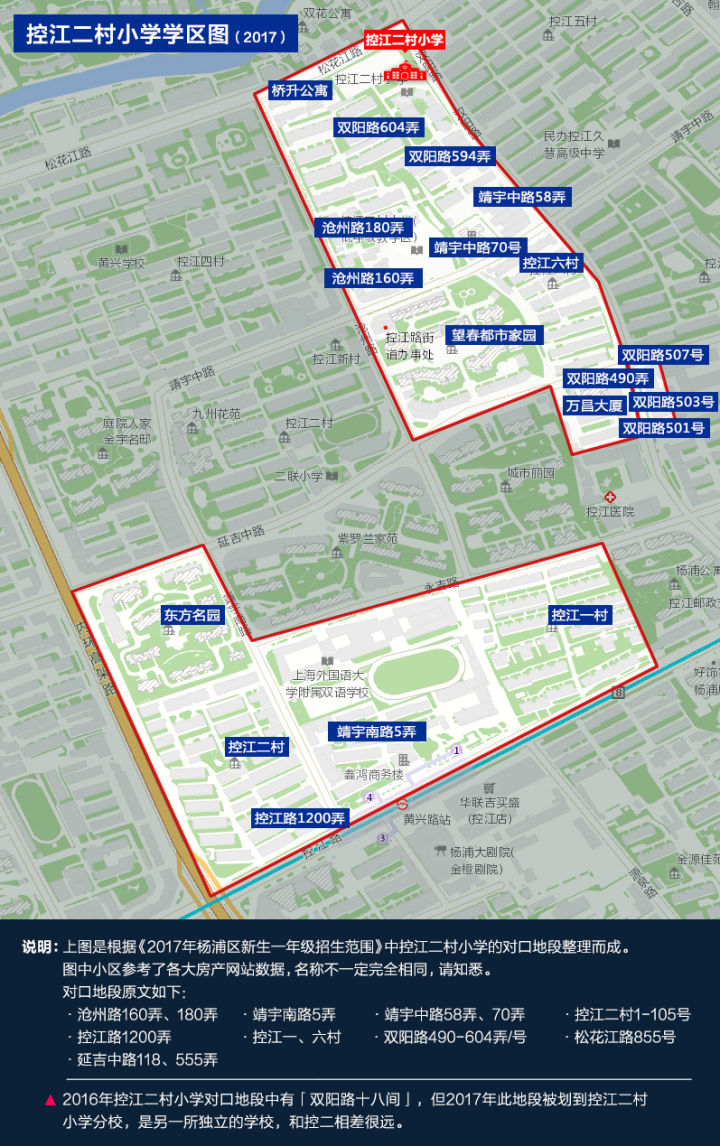 控江二村小学学区图（2017）
双花公寓
控江五村
控江二村小学
松花江路
桥升公寓
双阳路604弄
靖宇中路
民办控江久
慧高级中学
双阳路594弄
松花江路
靖宇中路58弄
沧州路180弄
靖宇中路70号
黄兴学校
控江四村
控江六村
沧州路160弄
控江路街
道办事处
望春都市家园
控江新村
双阳路507号
靖宇中路
双阳路490弄
万昌大厦
双阳路503号
双阳路501号
九州花苑
庭院人家
金宇名邸
控江二村
二联小学
城市丽园
控江医院
延吉中路
紫罗兰家苑
杨浦公寓
永吉路
控江邮政
东方名园
控江一村
内环高架路
上海外国语大
学附属双语学校
好饰
杨浦
靖宇南路5弄
控江二村
1
鑫鸿商务楼
4
华联吉买盛
(控江店)
控江路1200弄
黄兴路站
3
控江路
杨浦大剧院(
金橙剧院)
金源佳苑
说明：上图是根据《2017年杨浦区新生一年级招生范围》中控江二村小学的对口地段整理而成。
图中小区参考了各大房产网站数据，名称不一定完全相同，请知悉。
对口地段原文如下：
· 沧州路160弄、180弄 · 靖宇南路5弄 · 靖宇中路58弄、70弄 · 控江二村1-105号
· 控江路1200弄 · 控江一、六村 · 双阳路490-604弄/号 · 松花江路855号
· 延吉中路118、555弄
▲ 2016年控江二村小学对口地段中有「双阳路十八间」，但2017年此地段被划到控江二村
小学分校，是另一所独立的学校，和控二相差很远。